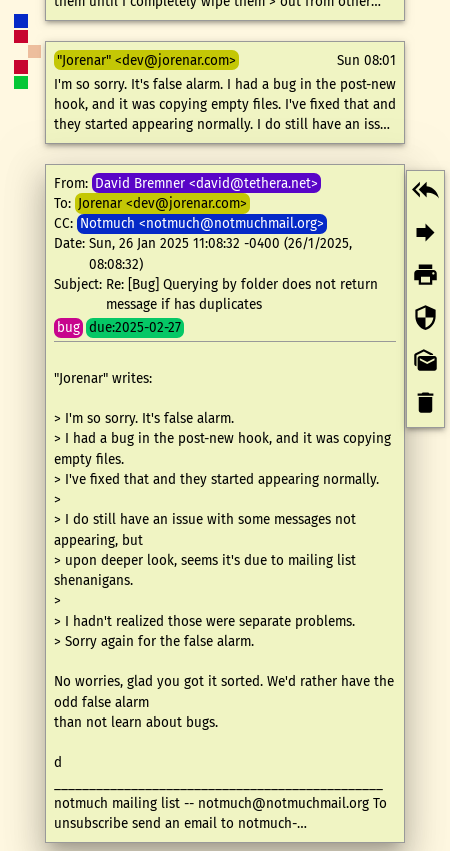 them until I completely wipe them > out from other...
"Jorenar" <dev@jorenar.com> Sun 08:01
I'm so sorry. It's false alarm. I had a bug in the post-new
hook, and it was copying empty files. I've fixed that and
they started appearing normally. I do still have an iss...
From: David Bremner <david@tethera.net>
To: Jorenar <dev@jorenar.com>
CC: Notmuch <notmuch@notmuchmail.org>
Date: Sun, 26 Jan 2025 11:08:32 -0400 (26/1/2025,
08:08:32)
Subject: Re: [Bug] Querying by folder does not return
message if has duplicates
bug due:2025-02-27
"Jorenar" writes:
> I'm so sorry. It's false alarm.
> I had a bug in the post-new hook, and it was copying
empty files.
> I've fixed that and they started appearing normally.
>
> I do still have an issue with some messages not
appearing, but
> upon deeper look, seems it's due to mailing list
shenanigans.
>
> I hadn't realized those were separate problems.
> Sorry again for the false alarm.
No worries, glad you got it sorted. We'd rather have the
odd false alarm
than not learn about bugs.
d
_______________________________________________
notmuch mailing list -- notmuch@notmuchmail.org To
unsubscribe send an email to notmuch-...